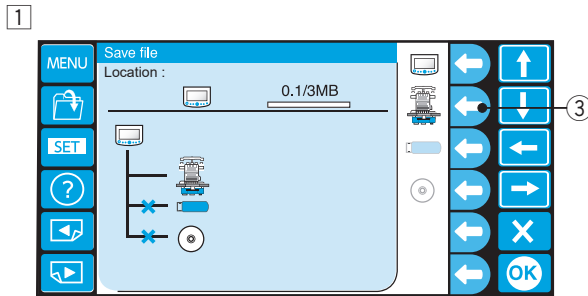 1
MENU
Save file
Location :
0.1/3MB
3
SET
?
OK